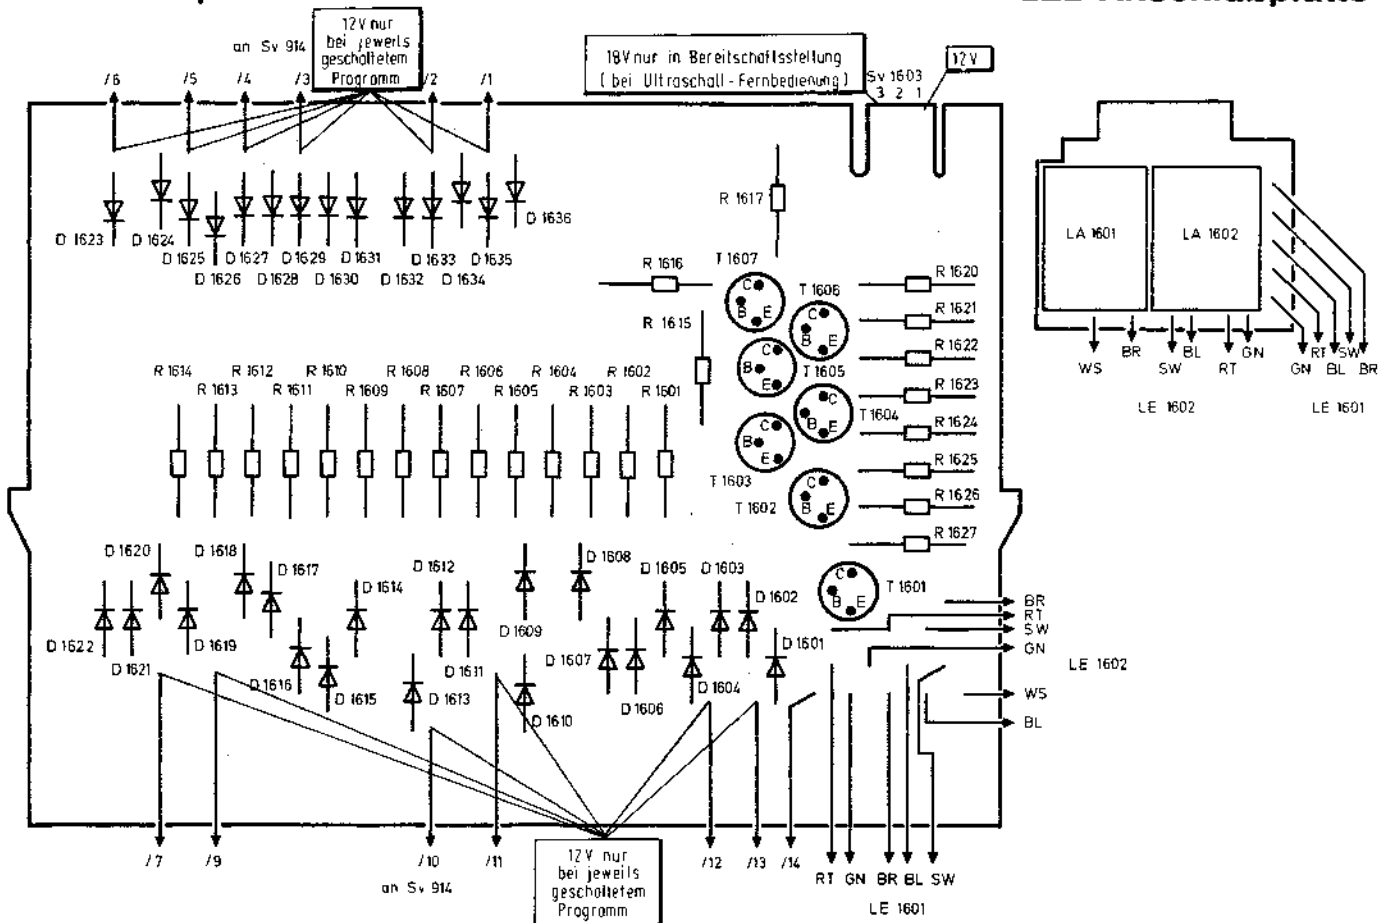 12V nur
bei jeweils
geschaltetem
Programm
an Sv 914
18V nur in Bereitschaftsstellung
( bei Ultraschall - Fernbedienung )
Sv 1603
3 2 1
12 V
/6 /5 /4 /3 /2 /1
R 1617
D 1636
D 1623 D 1624 D 1625 D 1626 D 1627 D 1628 D 1629 D 1630 D 1631 D 1632 D 1633 D 1634 D 1635
LA 1601 LA 1602
R 1616 T 1607 T 1606 R 1620
C B E
C B E
R 1615 R 1621
R 1622
C B E
T 1605
R 1623
C B E
T 1604
R 1624
C B E
T 1603
R 1625
T 1602
C B E
R 1626
R 1627
WS BR SW BL RT GN
GN RT BL SW BR
LE 1602 LE 1601
R 1614 R 1613 R 1612 R 1611 R 1610 R 1609 R 1608 R 1607 R 1606 R 1605 R 1604 R 1603 R 1602 R 1601
D 1620 D 1618 D 1617 D 1614 D 1612 D 1608 D 1605 D 1603 D 1602
C B E
T 1601
D 1622 D 1621 D 1619 D 1616 D 1615 D 1613 D 1611 D 1609 D 1610 D 1607 D 1606 D 1604 D 1601
BR
RT
SW
GN
LE 1602
WS
BL
/7 /9 /10 /11 /12 /13 /14
an Sv 914
12V nur
bei jeweils
geschaltetem
Programm
RT GN BR BL SW
LE 1601